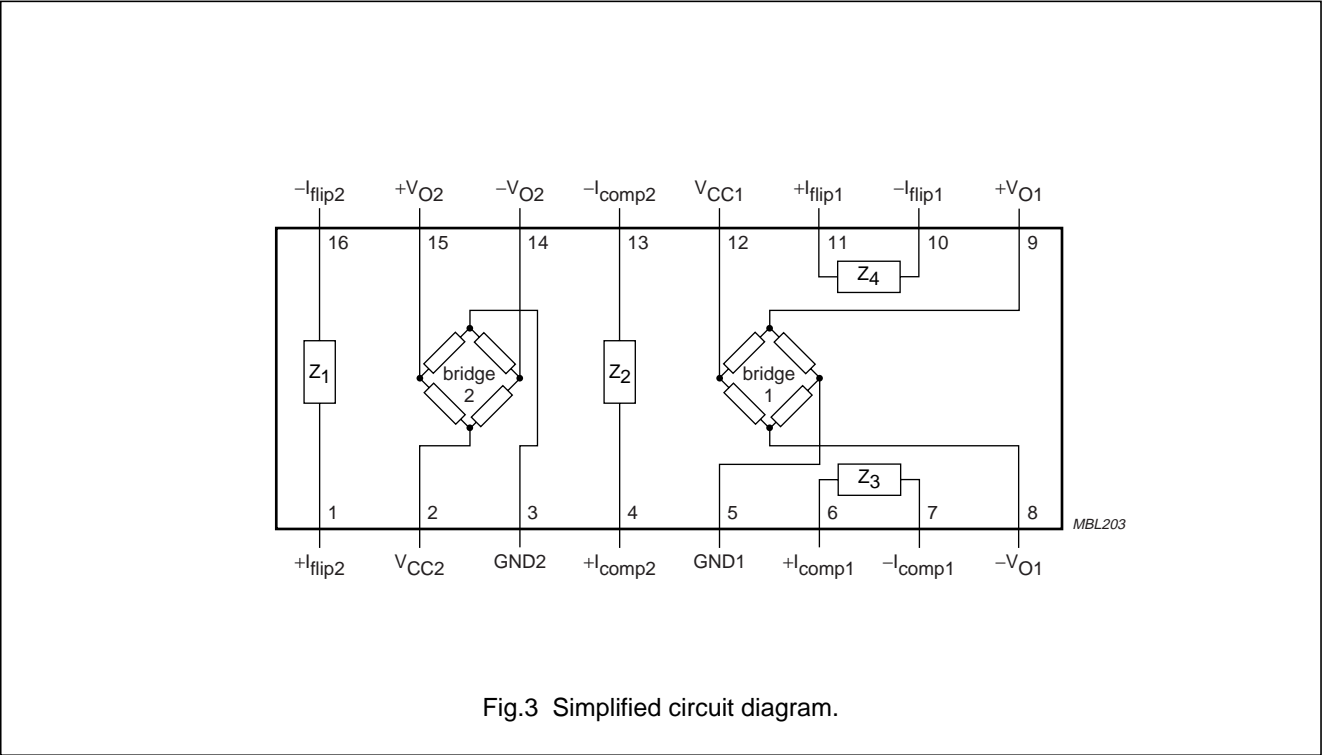 −Iflip2 +VO2 −VO2 −Icomp2 VCC1 +Iflip1 −Iflip1 +VO1
16 15 14 13 12 11 10 9
Z4
Z1 bridge 2 Z2 bridge 1
Z3
1 2 3 4 5 6 7 8
MBL203
+Iflip2 VCC2 GND2 +Icomp2 GND1 +Icomp1 −Icomp1 −VO1
Fig.3 Simplified circuit diagram.